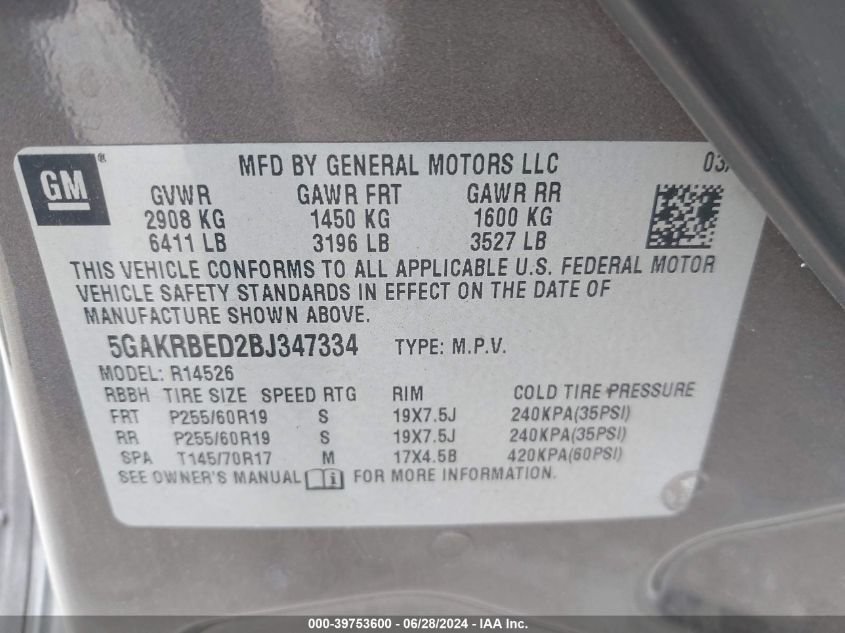 GM ® MFD BY GENERAL MOTORS LLC 03/
GVWR GAWR FRT GAWR RR
2908 KG 1450 KG 1600 KG
6411 LB 3196 LB 3527 LB
THIS VEHICLE CONFORMS TO ALL APPLICABLE U.S. FEDERAL MOTOR
VEHICLE SAFETY STANDARDS IN EFFECT ON THE DATE OF
MANUFACTURE SHOWN ABOVE.
5GAKRBED2BJ347334 TYPE: M.P.V.
MODEL: R14526
RBBH TIRE SIZE SPEED RTG RIM COLD TIRE PRESSURE
FRT P255/60R19 S 19X7.5J 240KPA(35PSI)
RR P255/60R19 S 19X7.5J 240KPA(35PSI)
SPA T145/70R17 M 17X4.5B 420KPA(60PSI)
SEE OWNER'S MANUAL FOR MORE INFORMATION.
000-39753600 - 06/28/2024 - IAA Inc.